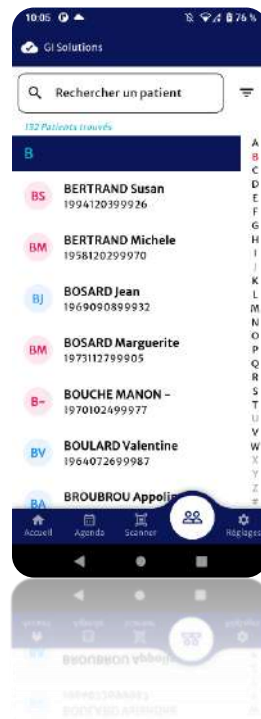 10:05 76 %
GI Solutions
Rechercher un patient
132 Patients trouvés
B
BS BERTRAND Susan
1994120399926
BM BERTRAND Michele
1958120299970
BJ BOSARD Jean
1969090899932
BM BOSARD Marguerite
1973112799905
B- BOUCHE MANON -
1970102499977
BV BOULARD Valentine
1964072699987
BA BROUBROU Appolin
A
B
C
D
E
F
G
H
I
J
K
L
M
N
O
P
Q
R
S
T
U
V
W
X
Y
Z
#
Accueil Agenda Scanner Réglages